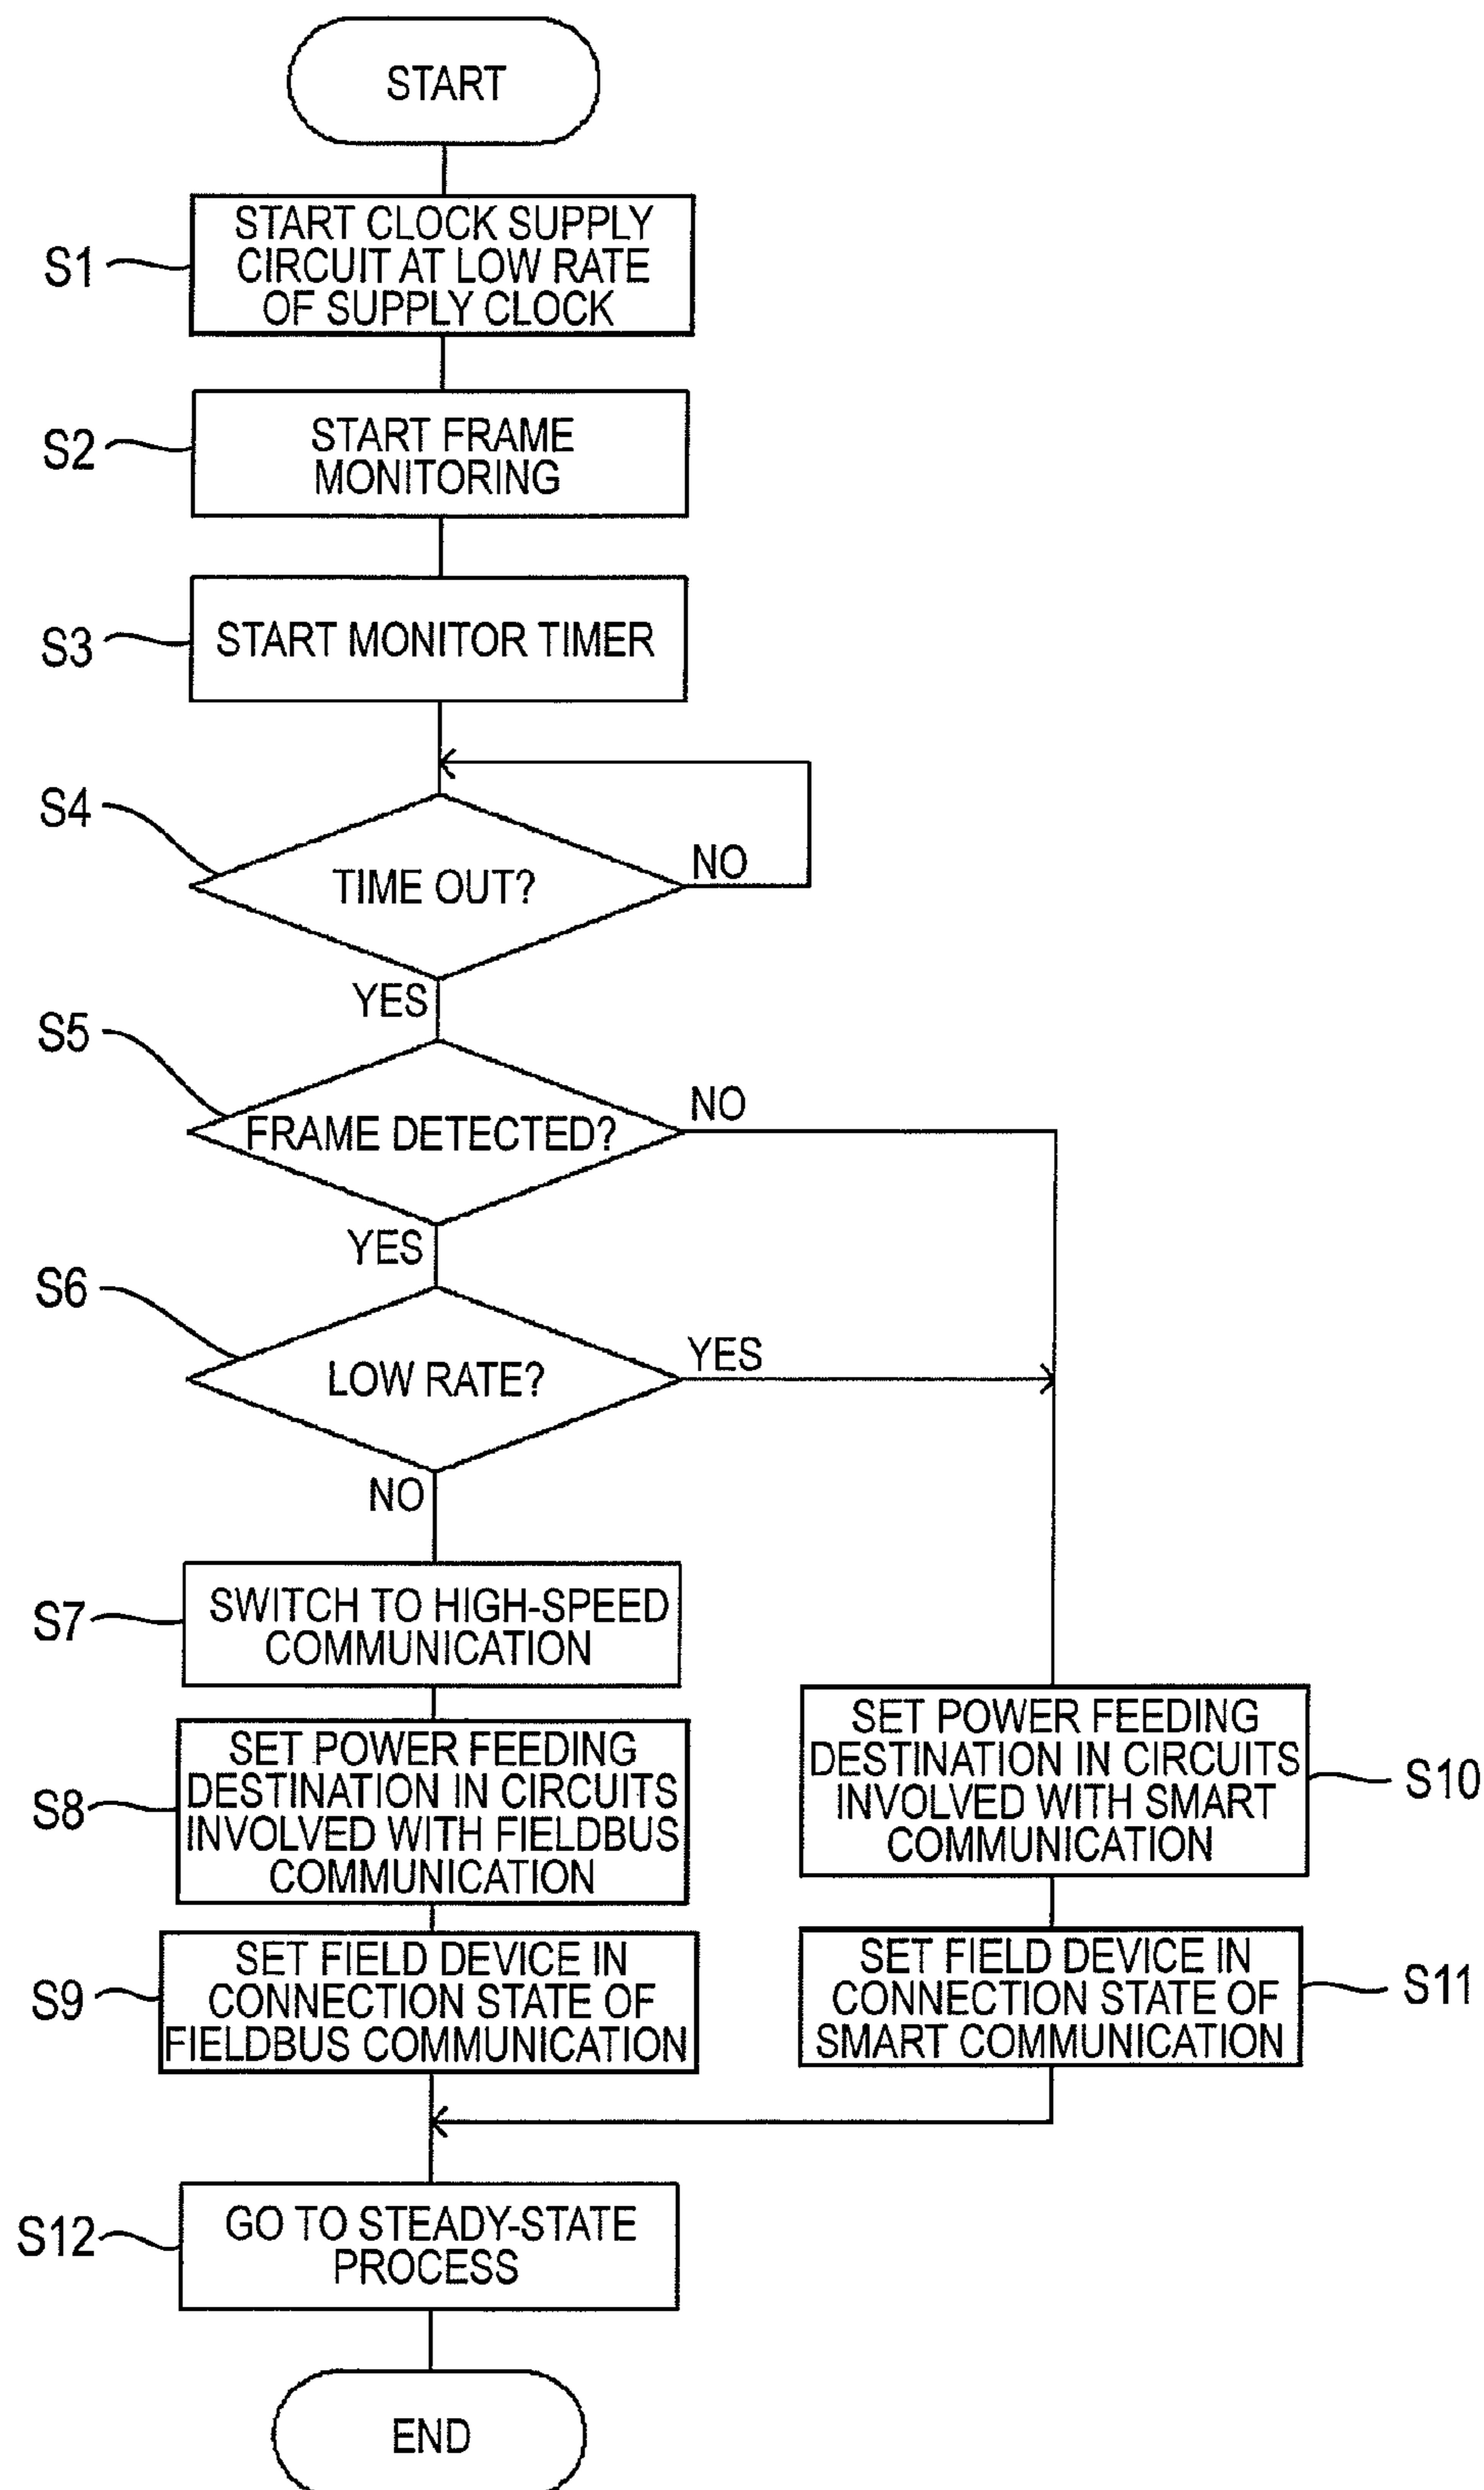 START
S1
START CLOCK SUPPLY
CIRCUIT AT LOW RATE
OF SUPPLY CLOCK
S2
START FRAME
MONITORING
S3
START MONITOR TIMER
S4
TIME OUT?
NO
YES
S5
FRAME DETECTED?
NO
YES
S6
LOW RATE?
YES
NO
S7
SWITCH TO HIGH-SPEED
COMMUNICATION
S8
SET POWER FEEDING
DESTINATION IN CIRCUITS
INVOLVED WITH FIELDBUS
COMMUNICATION
S9
SET FIELD DEVICE IN
CONNECTION STATE OF
FIELDBUS COMMUNICATION
SET POWER FEEDING
DESTINATION IN CIRCUITS
INVOLVED WITH SMART
COMMUNICATION
S10
SET FIELD DEVICE IN
CONNECTION STATE OF
SMART COMMUNICATION
S11
S12
GO TO STEADY-STATE
PROCESS
END